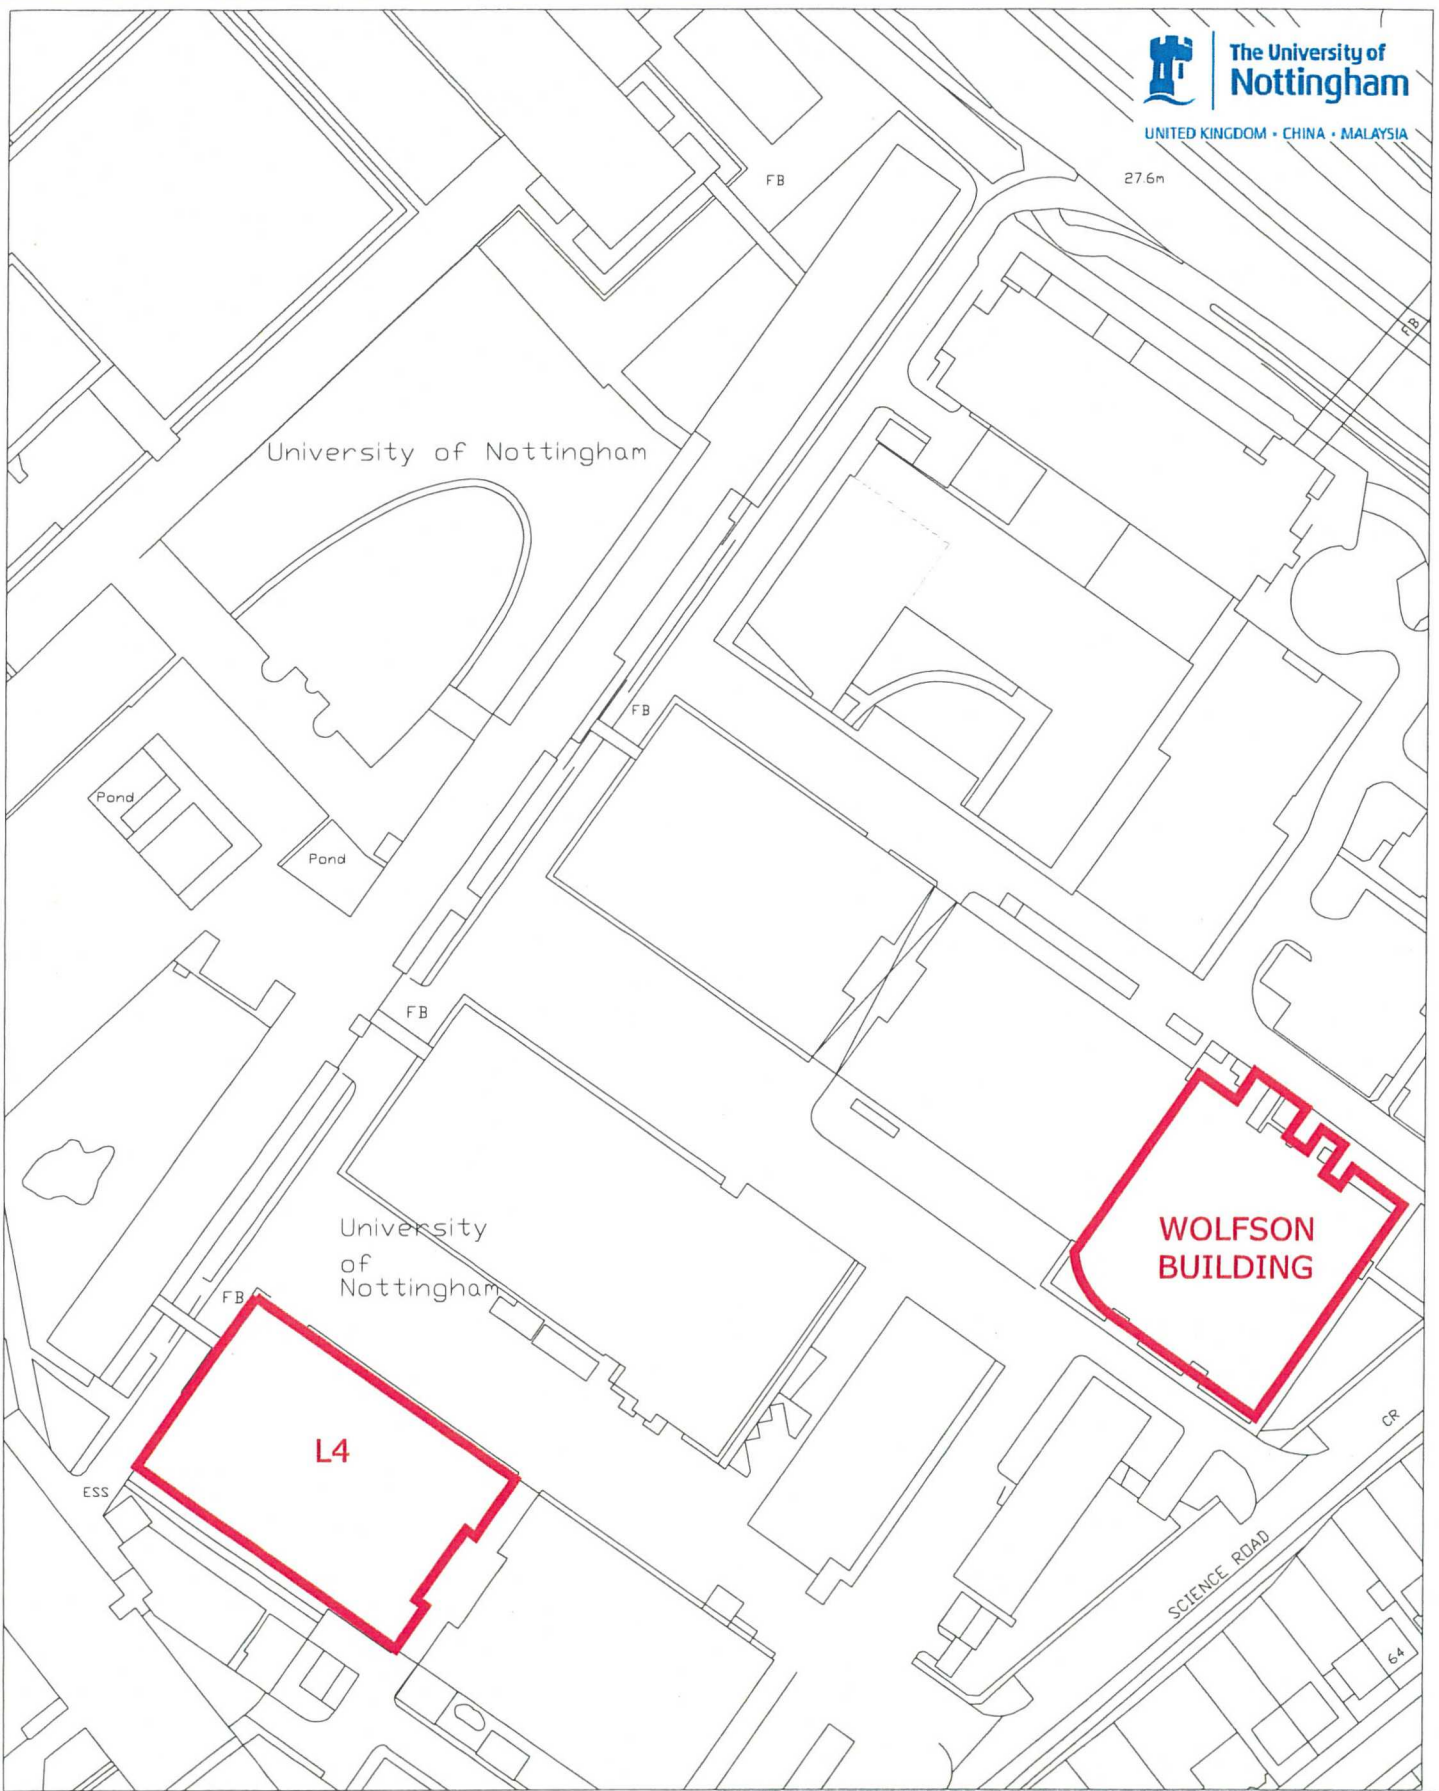 The University of
Nottingham
UNITED KINGDOM • CHINA • MALAYSIA
FB
27.6m
FB
University of Nottingham
FB
Pond
Pond
FB
University
of
Nottingham
WOLFSON
BUILDING
FB
L4
CR
ESS
SCIENCE ROAD
64